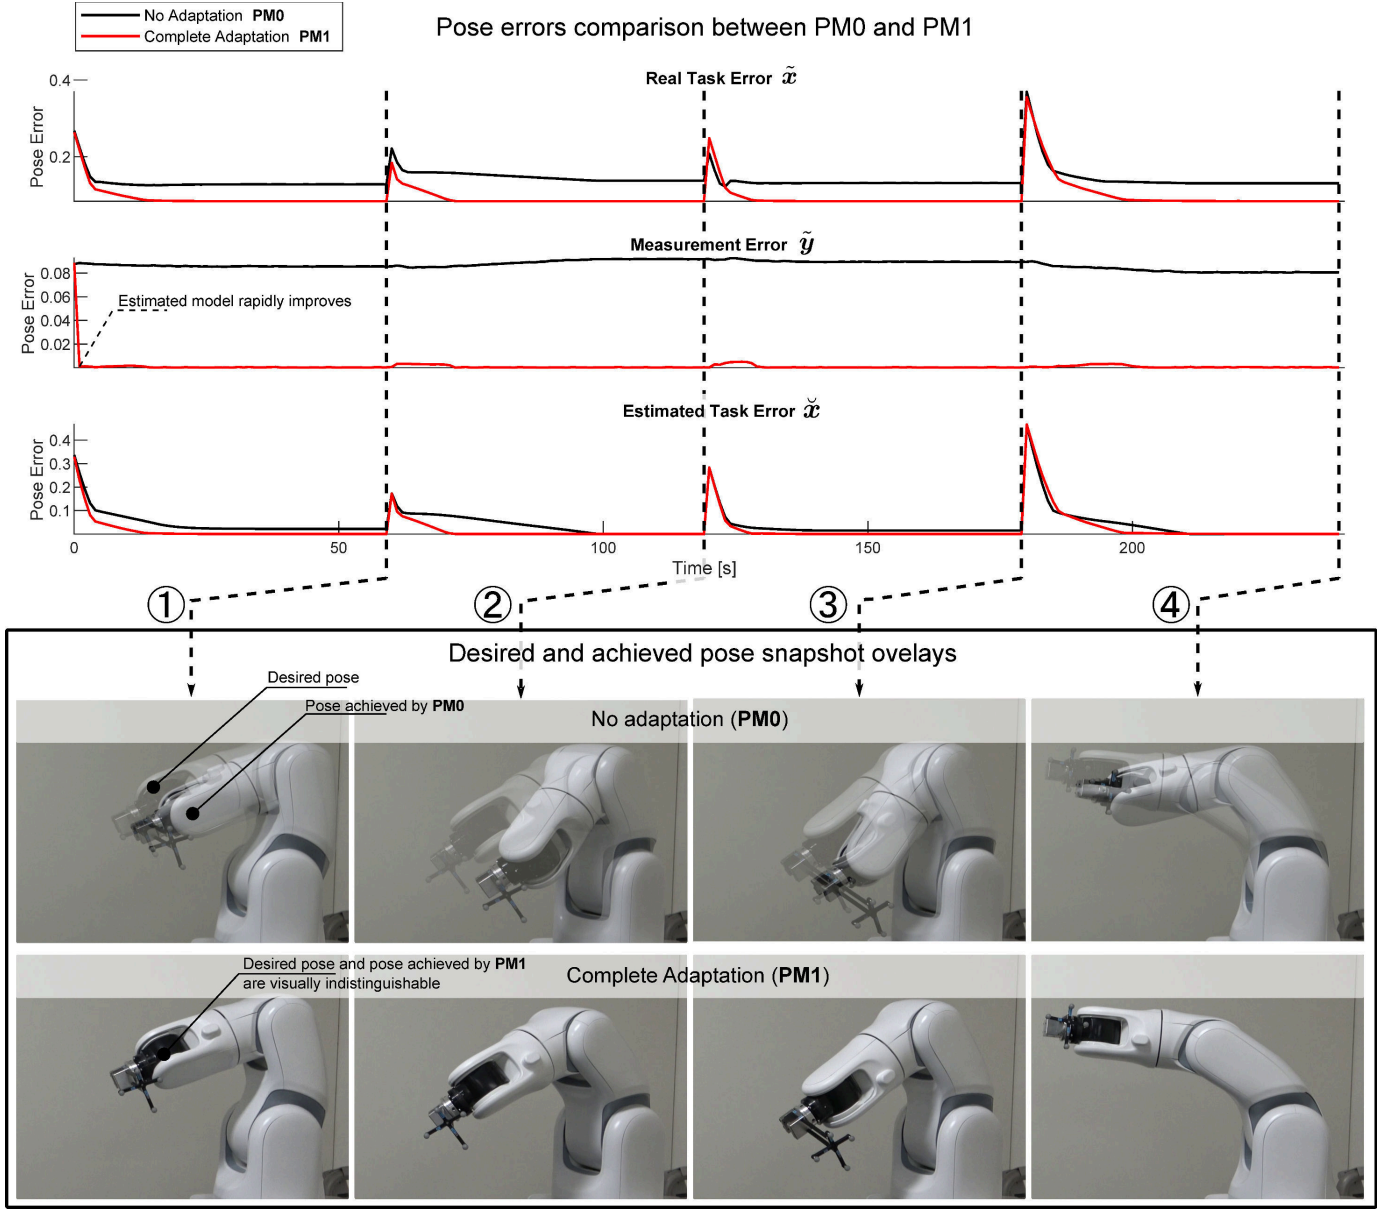 No Adaptation PM0
Complete Adaptation PM1
Pose errors comparison between PM0 and PM1
Real Task Error x̃
Pose Error
0.4
0.2
Measurement Error ỹ
Pose Error
0.08
0.06
0.04
0.02
Estimated model rapidly improves
Estimated Task Error x̆
Pose Error
0.4
0.3
0.2
0.1
0
50
100
150
200
Time [s]
①
②
③
④
Desired and achieved pose snapshot ovelays
Desired pose
Pose achieved by PM0
No adaptation (PM0)
Desired pose and pose achieved by PM1
are visually indistinguishable
Complete Adaptation (PM1)